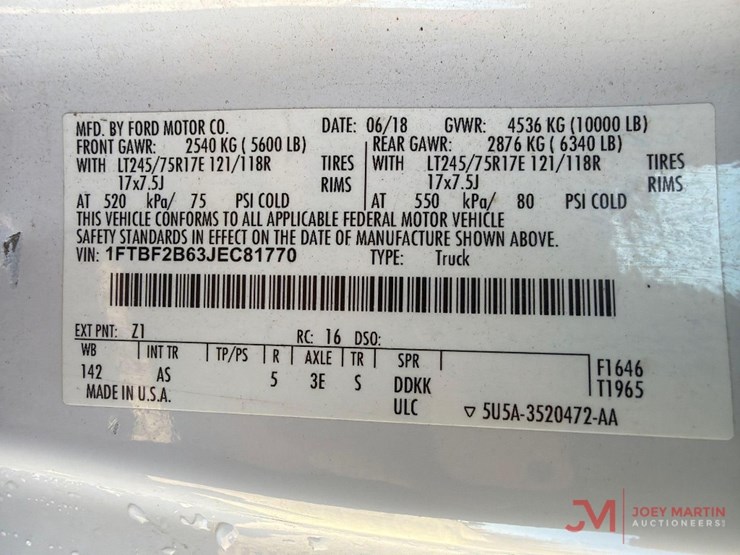 MFD. BY FORD MOTOR CO. DATE: 06/18 GVWR: 4536 KG (10000 LB)
FRONT GAWR: 2540 KG ( 5600 LB) REAR GAWR: 2876 KG ( 6340 LB)
WITH LT245/75R17E 121/118R TIRES WITH LT245/75R17E 121/118R TIRES
17x7.5J RIMS 17x7.5J RIMS
AT 520 kPa/ 75 PSI COLD AT 550 kPa/ 80 PSI COLD
THIS VEHICLE CONFORMS TO ALL APPLICABLE FEDERAL MOTOR VEHICLE
SAFETY STANDARDS IN EFFECT ON THE DATE OF MANUFACTURE SHOWN ABOVE.
VIN: 1FTBF2B63JEC81770 TYPE: Truck
EXT PNT: Z1 RC: 16 DSO:
WB INT TR TP/PS R AXLE TR SPR F1646
142 AS 5 3E S DDKK T1965
MADE IN U.S.A. ULC ▽ 5U5A-3520472-AA
JM JOEY MARTIN
AUCTIONEERS!